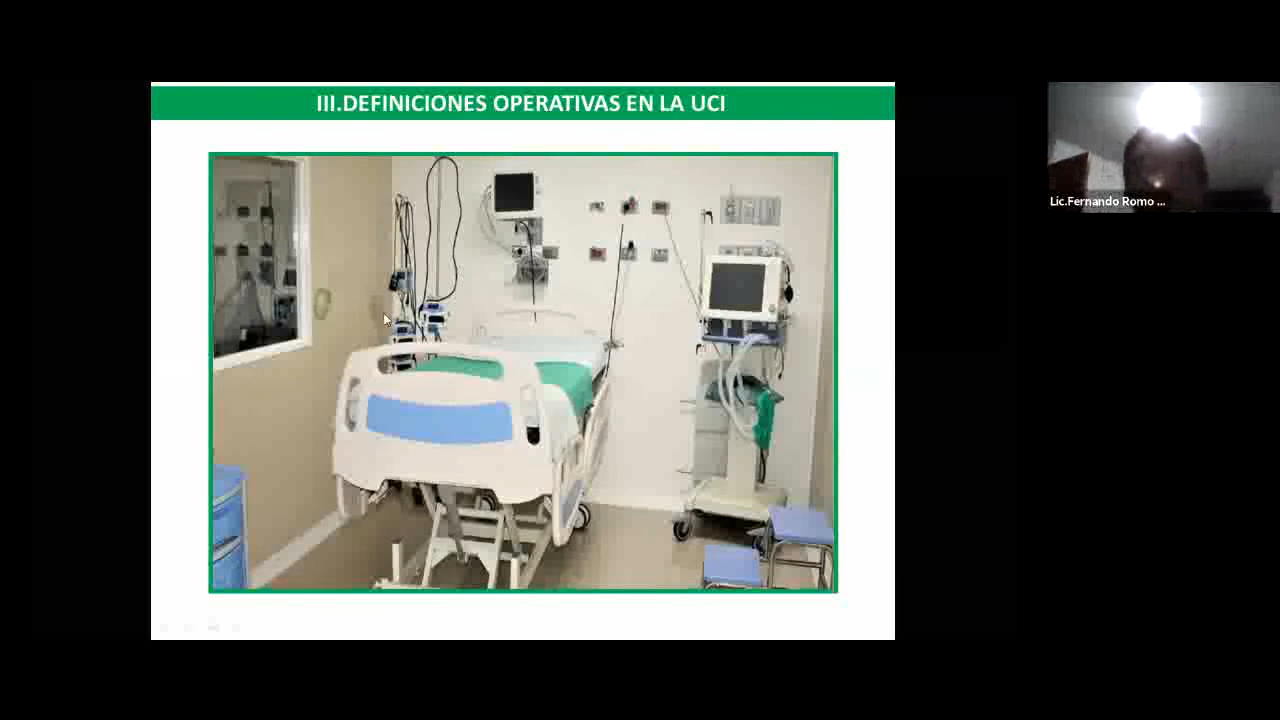 III.DEFINICIONES OPERATIVAS EN LA UCI
Lic.Fernando Romo ...